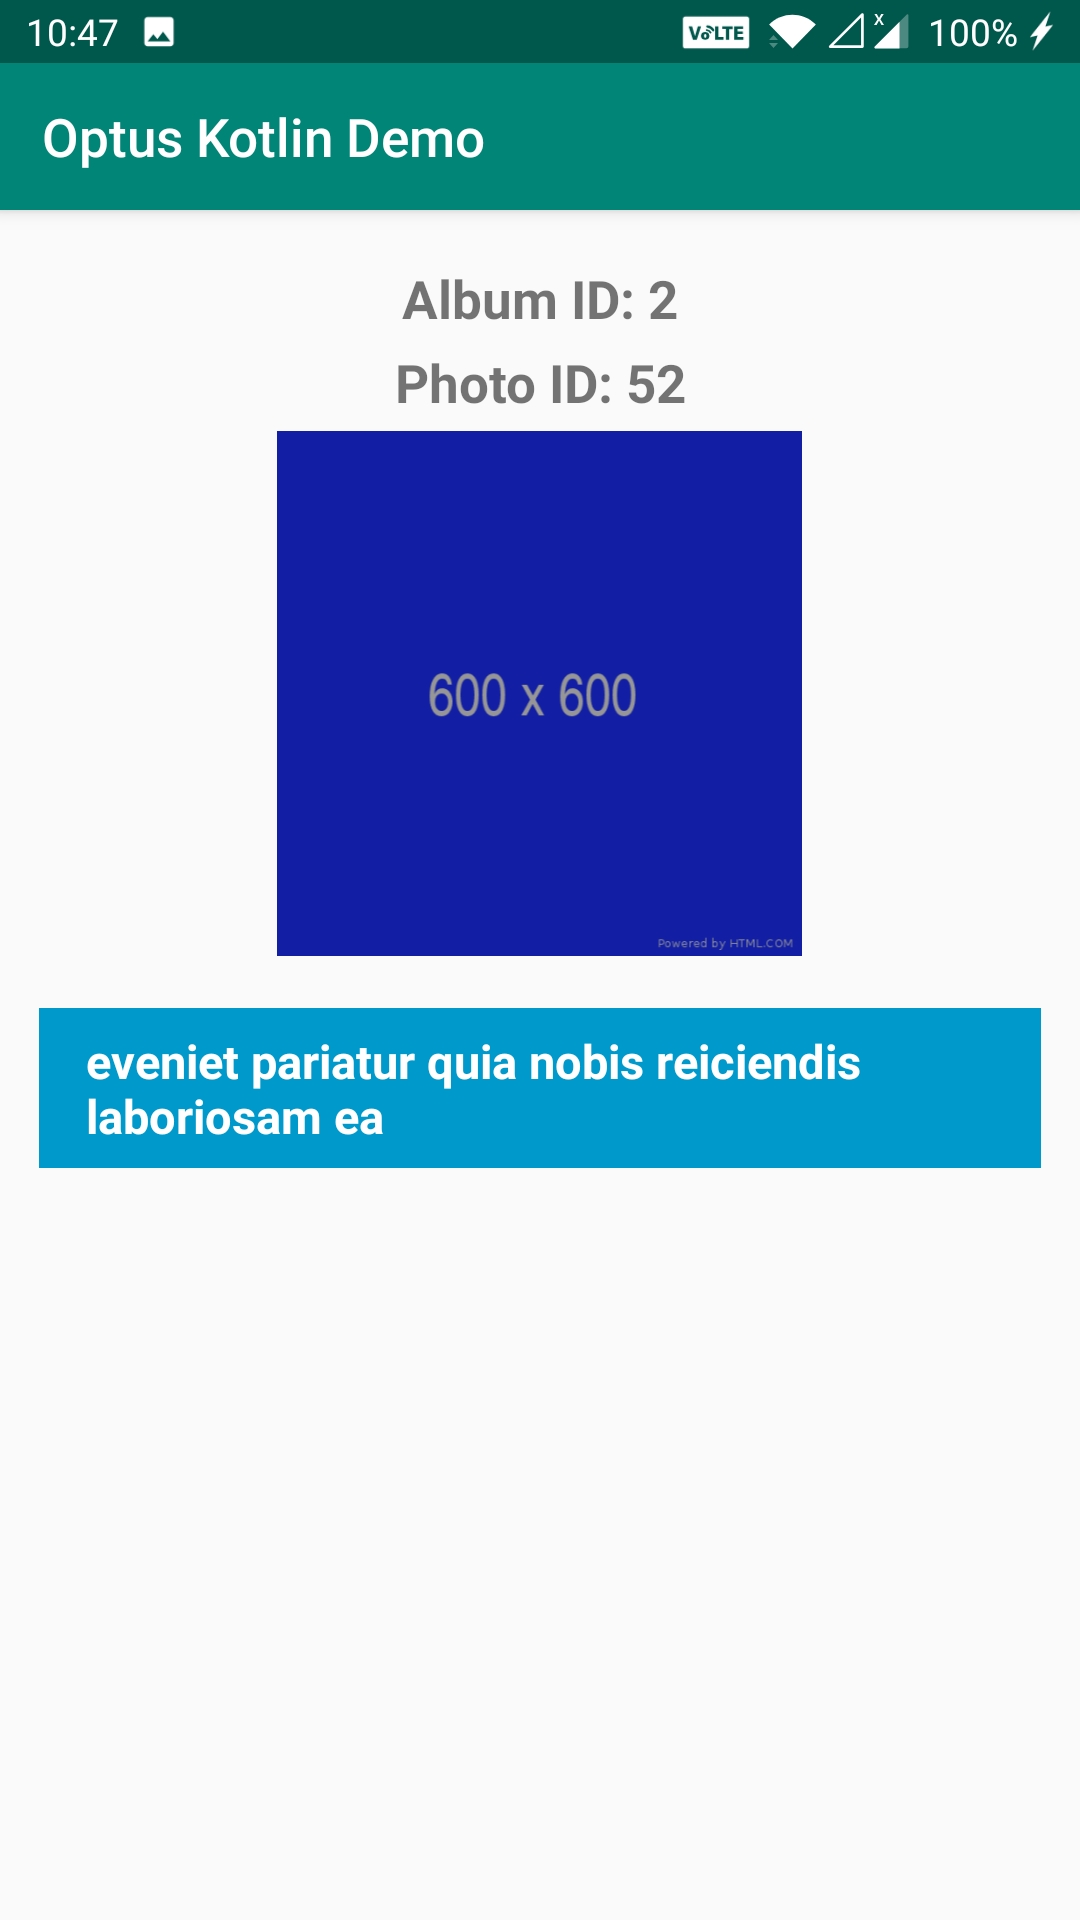 10:47 VoLTE x 100%
Optus Kotlin Demo
Album ID: 2
Photo ID: 52
600 x 600
Powered by HTML.COM
eveniet pariatur quia nobis reiciendis
laboriosam ea